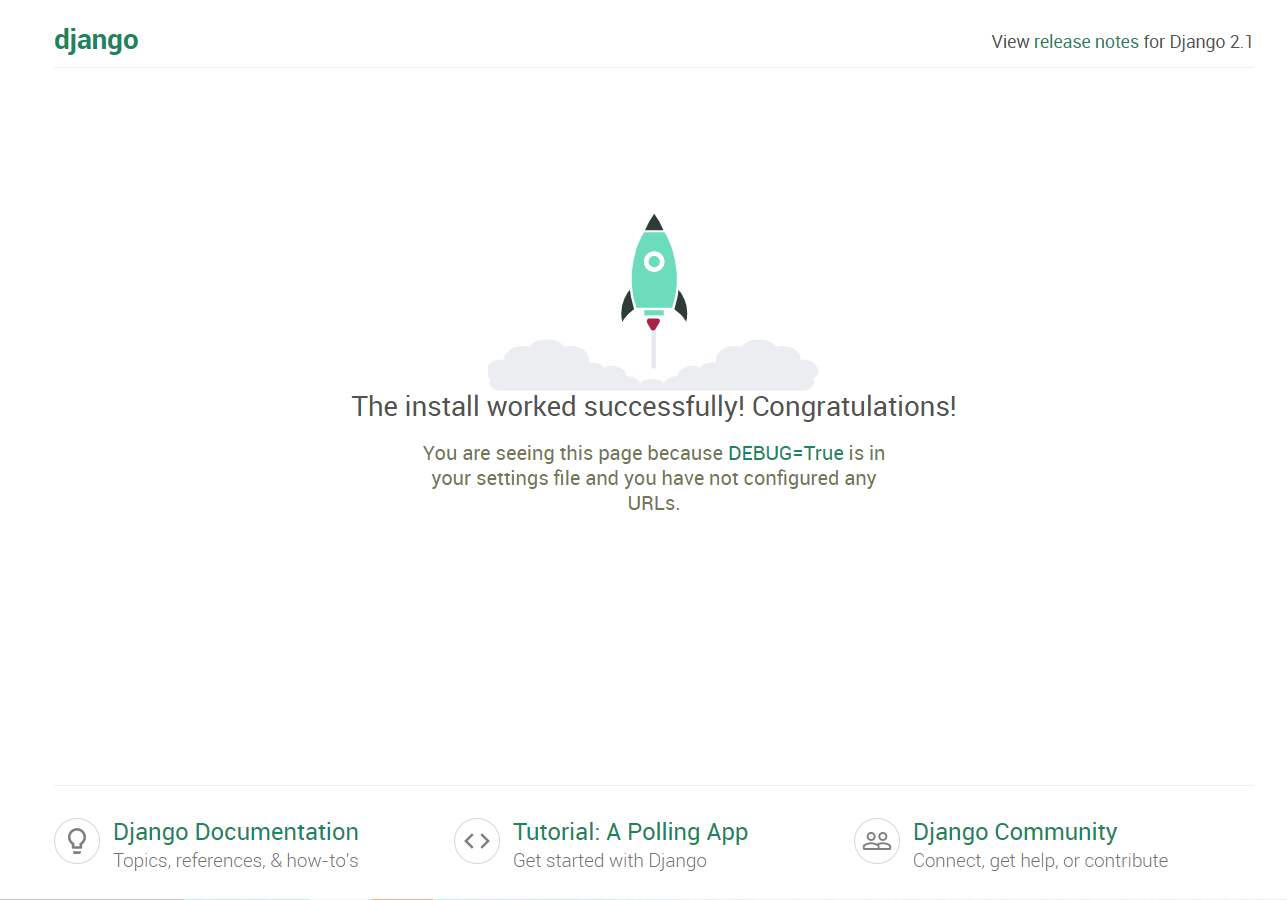 django
View release notes for Django 2.1
The install worked successfully! Congratulations!
You are seeing this page because DEBUG=True is in
your settings file and you have not configured any
URLs.
Django Documentation
Topics, references, & how-to's
Tutorial: A Polling App
Get started with Django
Django Community
Connect, get help, or contribute